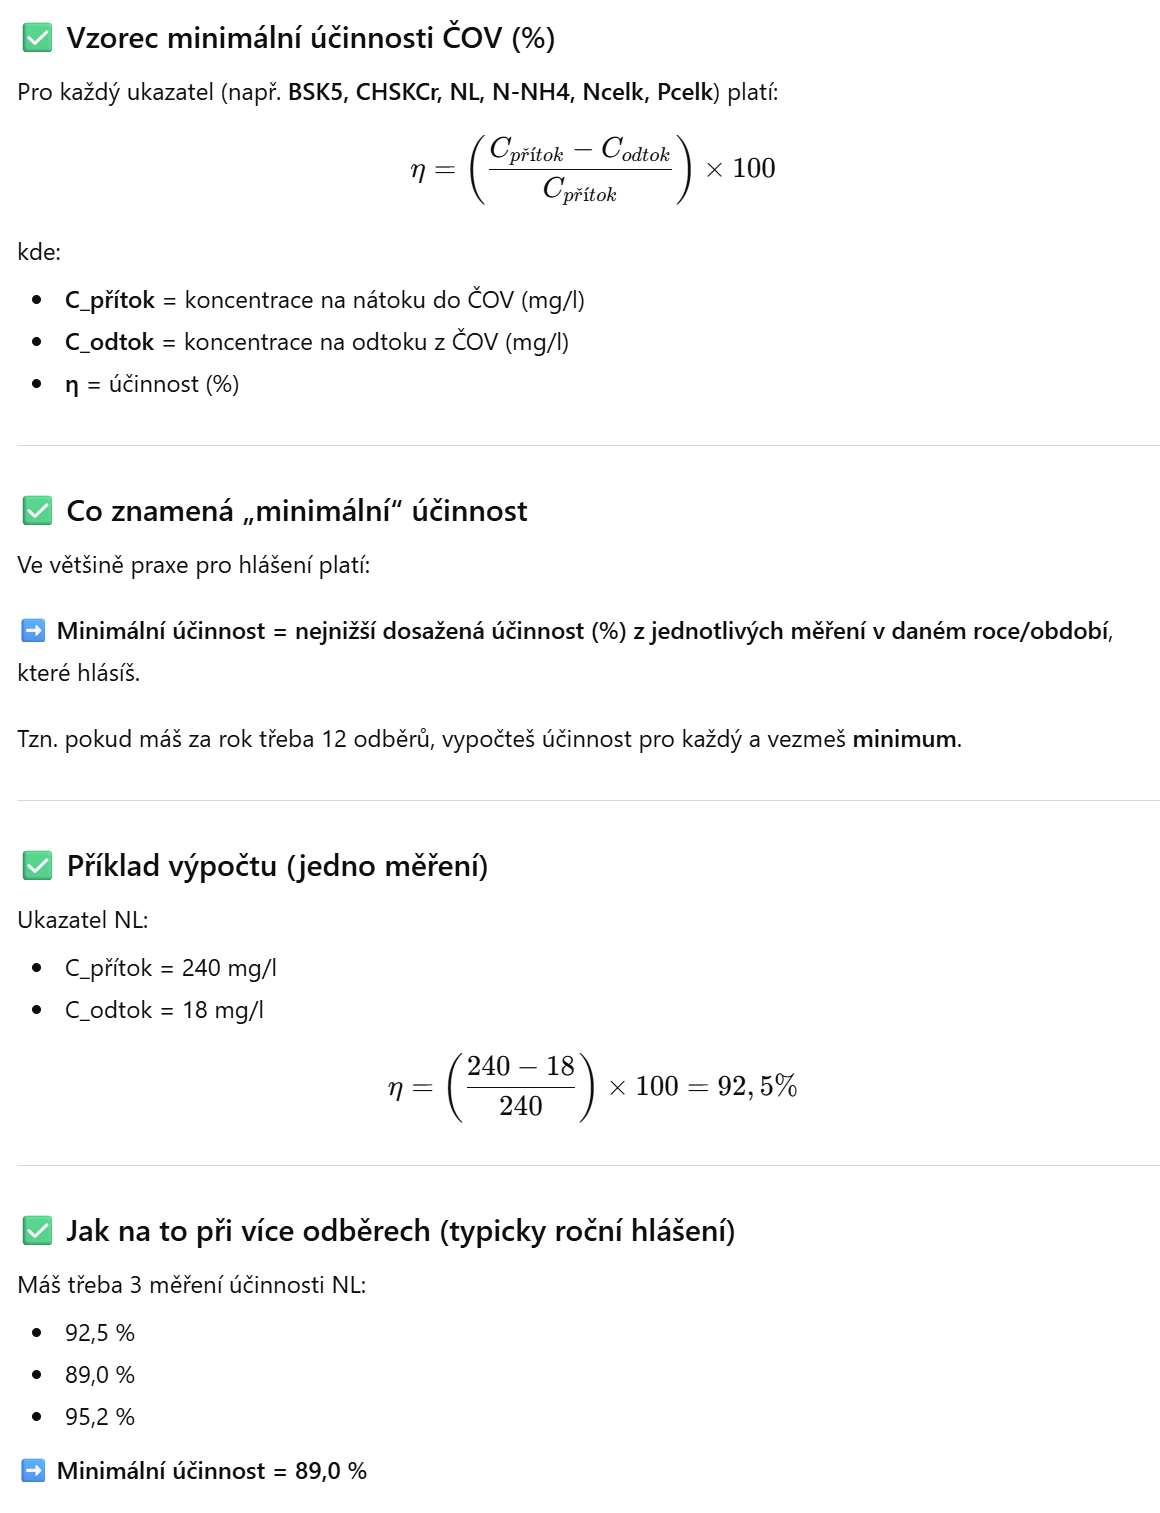 ✅ Vzorec minimální účinnosti ČOV (%)
Pro každý ukazatel (např. BSK5, CHSKCr, NL, N-NH4, Ncelk, Pcelk) platí:
η = (C_přítok − C_odtok / C_přítok) × 100
kde:
• C_přítok = koncentrace na nátoku do ČOV (mg/l)
• C_odtok = koncentrace na odtoku z ČOV (mg/l)
• η = účinnost (%)
✅ Co znamená „minimální“ účinnost
Ve většině praxe pro hlášení platí:
➡️ Minimální účinnost = nejnižší dosažená účinnost (%) z jednotlivých měření v daném roce/období,
které hlásíš.
Tzn. pokud máš za rok třeba 12 odběrů, vypočteš účinnost pro každý a vezmeš minimum.
✅ Příklad výpočtu (jedno měření)
Ukazatel NL:
• C_přítok = 240 mg/l
• C_odtok = 18 mg/l
η = (240 − 18 / 240) × 100 = 92,5%
✅ Jak na to při více odběrech (typicky roční hlášení)
Máš třeba 3 měření účinnosti NL:
• 92,5 %
• 89,0 %
• 95,2 %
➡️ Minimální účinnost = 89,0 %